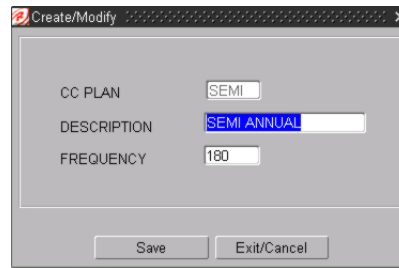 Create/Modify
CC PLAN SEMI
DESCRIPTION SEMI ANNUAL
FREQUENCY 180
Save Exit/Cancel